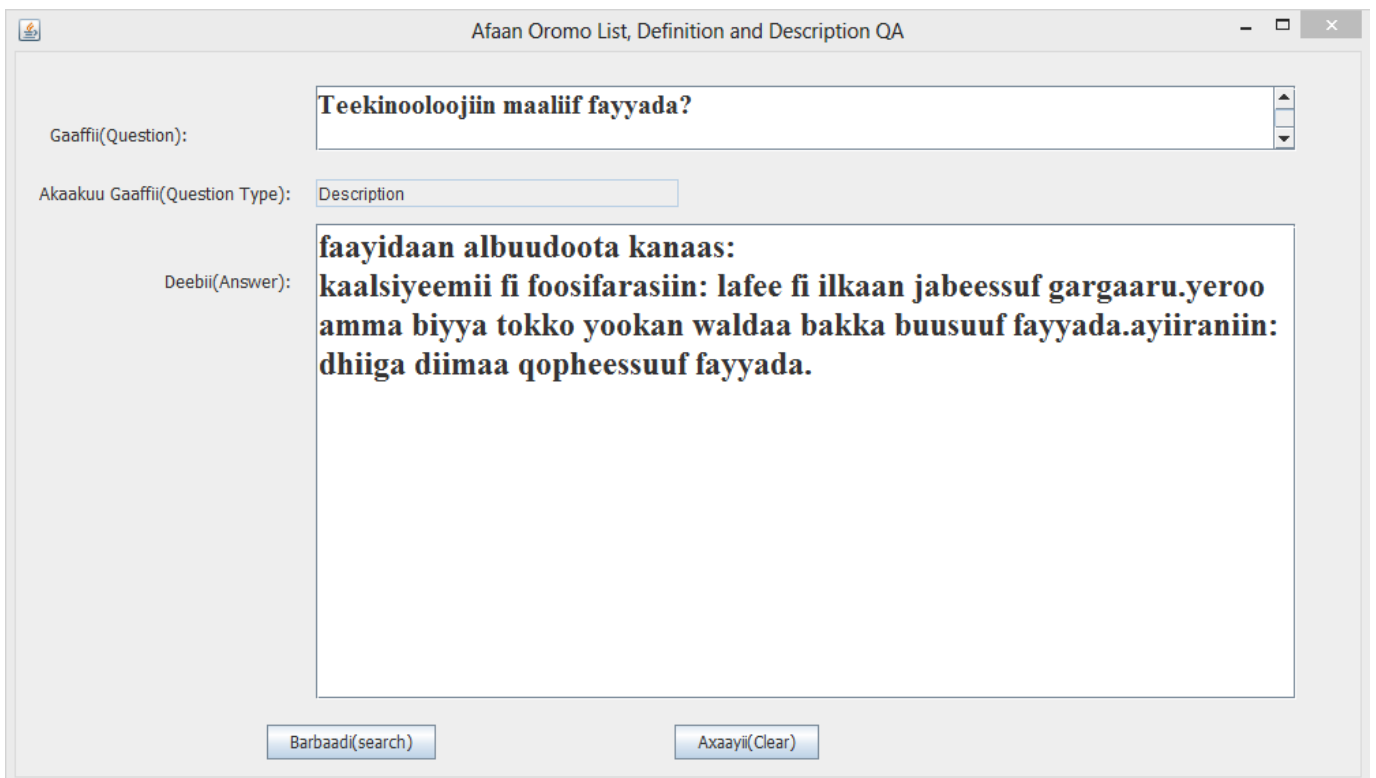 Afaan Oromo List, Definition and Description QA
Teekinooloojiin maaliif fayyada?
Gaaffii(Question):
Akaakuu Gaaffii(Question Type):
Description
Deebii(Answer):
faayidaan albuudoota kanaas:
kaalsiyeemii fi foosifarasiin: lafee fi ilkaan jabeessuf gargaaru.yeroo
amma biyya tokko yookan waldaa bakka buusuuf fayyada.ayiiraniin:
dhiiga diimaa qopheessuuf fayyada.
Barbaadi(search)
Axaayii(Clear)